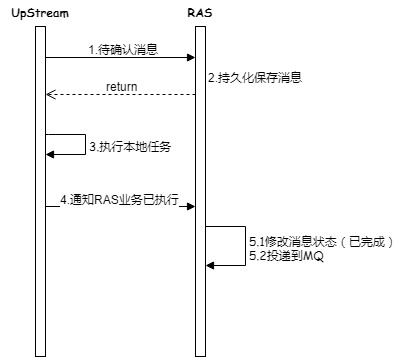 UpStream
RAS
1.待确认消息
2.持久化保存消息
return
3.执行本地任务
4.通知RAS业务已执行
5.1修改消息状态（已完成）
5.2投递到MQ